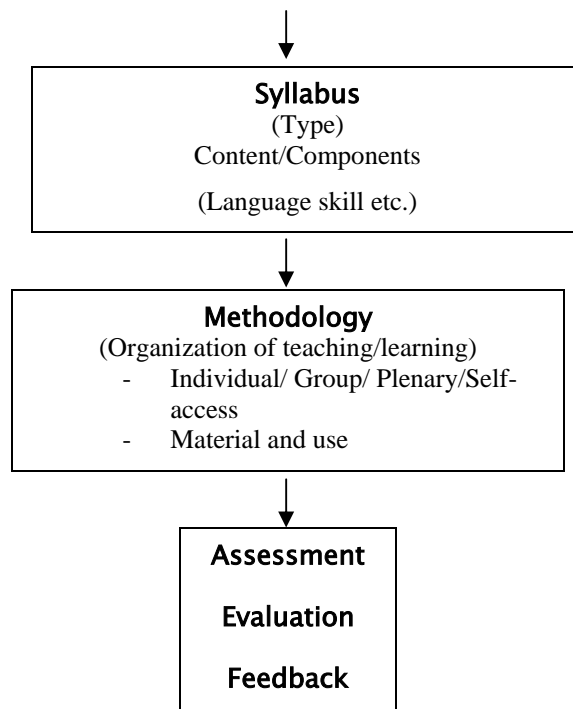 Syllabus
(Type)
Content/Components
(Language skill etc.)
Methodology
(Organization of teaching/learning)
- Individual/ Group/ Plenary/Self-
access
- Material and use
Assessment
Evaluation
Feedback